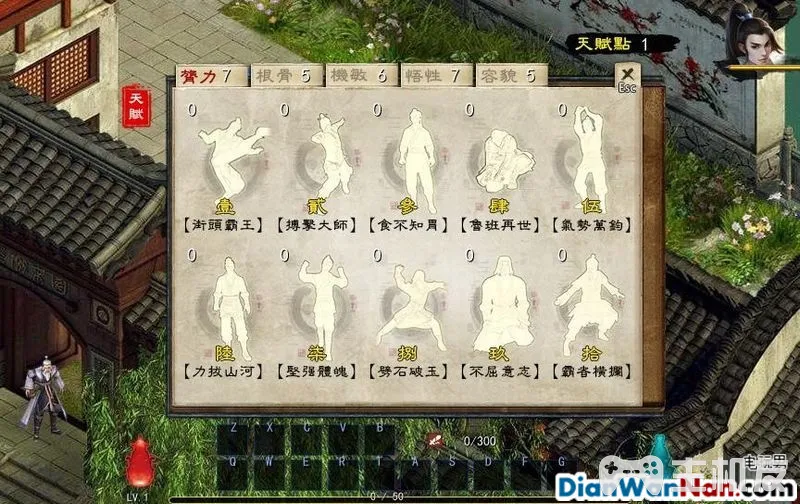 天賦點 1
膂力 7 根骨 5 機敏 6 悟性 7 容貌 5
Esc
天賦
0 0 0 0 0
壹 貳 參 肆 伍
【街頭霸王】 【搏擊大師】 【食不知胃】 【魯班再世】 【氣勢萬鈞】
0 0 0 0 0
陸 柒 捌 玖 拾
【力拔山河】 【堅強體魄】 【劈石破玉】 【不屈意志】 【霸者橫攔】
Z X C V B
0/300
Q W E R T A S D F G
LV.1
0 / 50
电玩男
DianWanNan.com